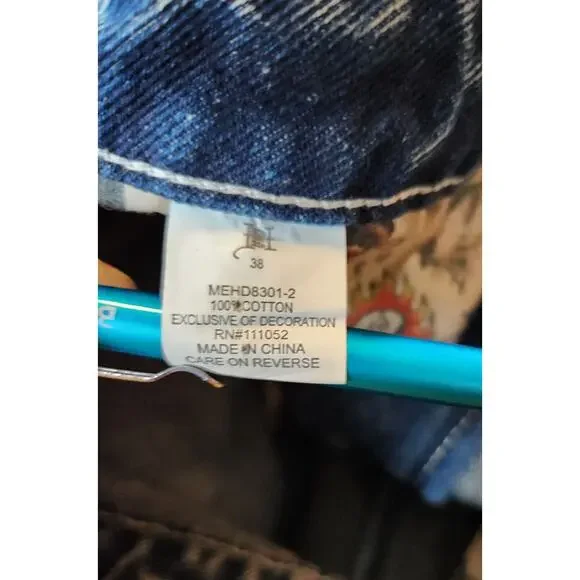 38
MEHD8301-2
100% COTTON
EXCLUSIVE OF DECORATION
RN#111052
MADE IN CHINA
CARE ON REVERSE